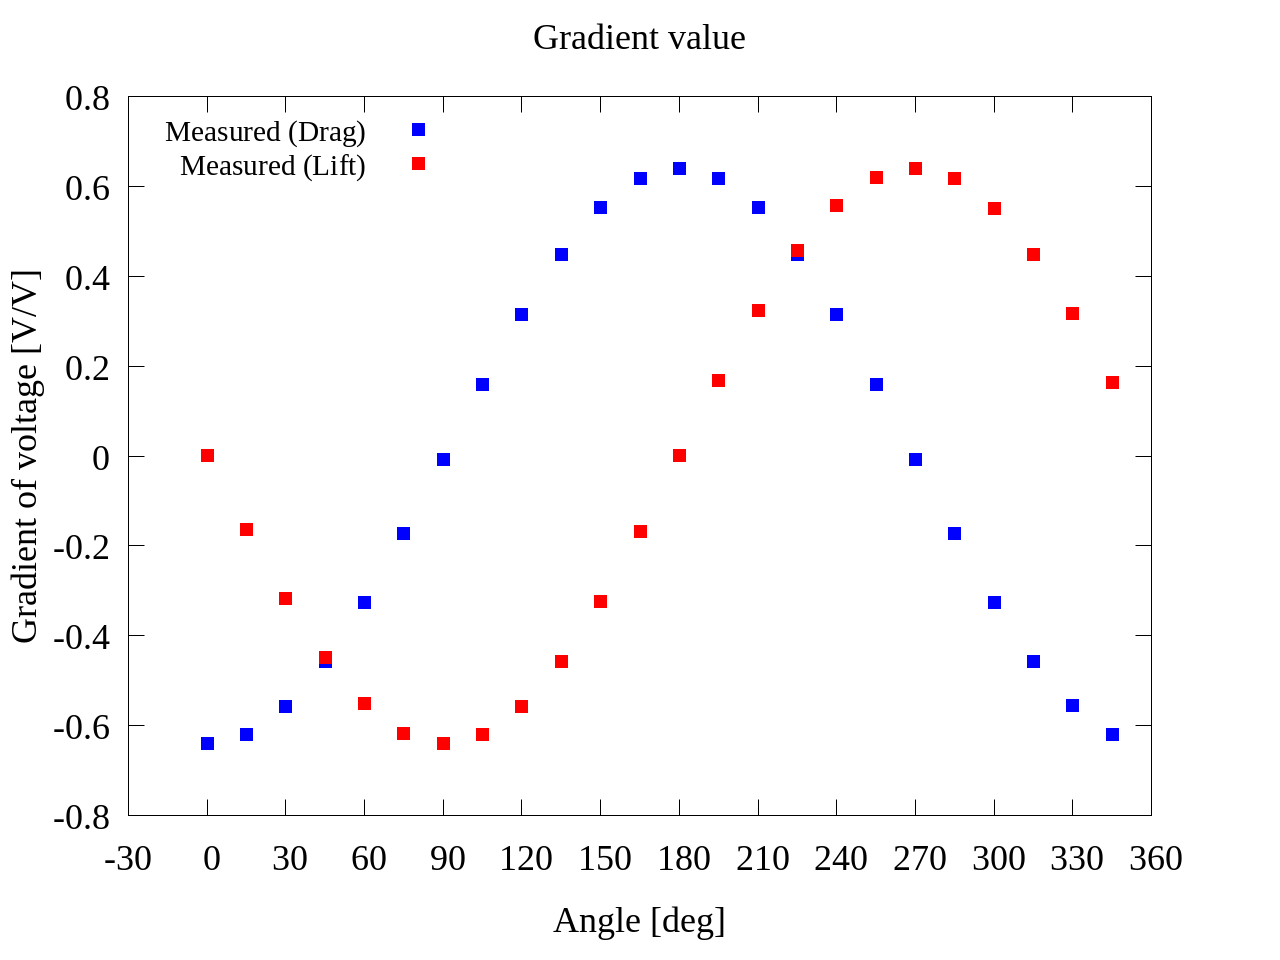 Gradient value
0.8
0.6
0.4
0.2
0
-0.2
-0.4
-0.6
-0.8
Gradient of voltage [V/V]
Measured (Drag)
Measured (Lift)
-30 0 30 60 90 120 150 180 210 240 270 300 330 360
Angle [deg]